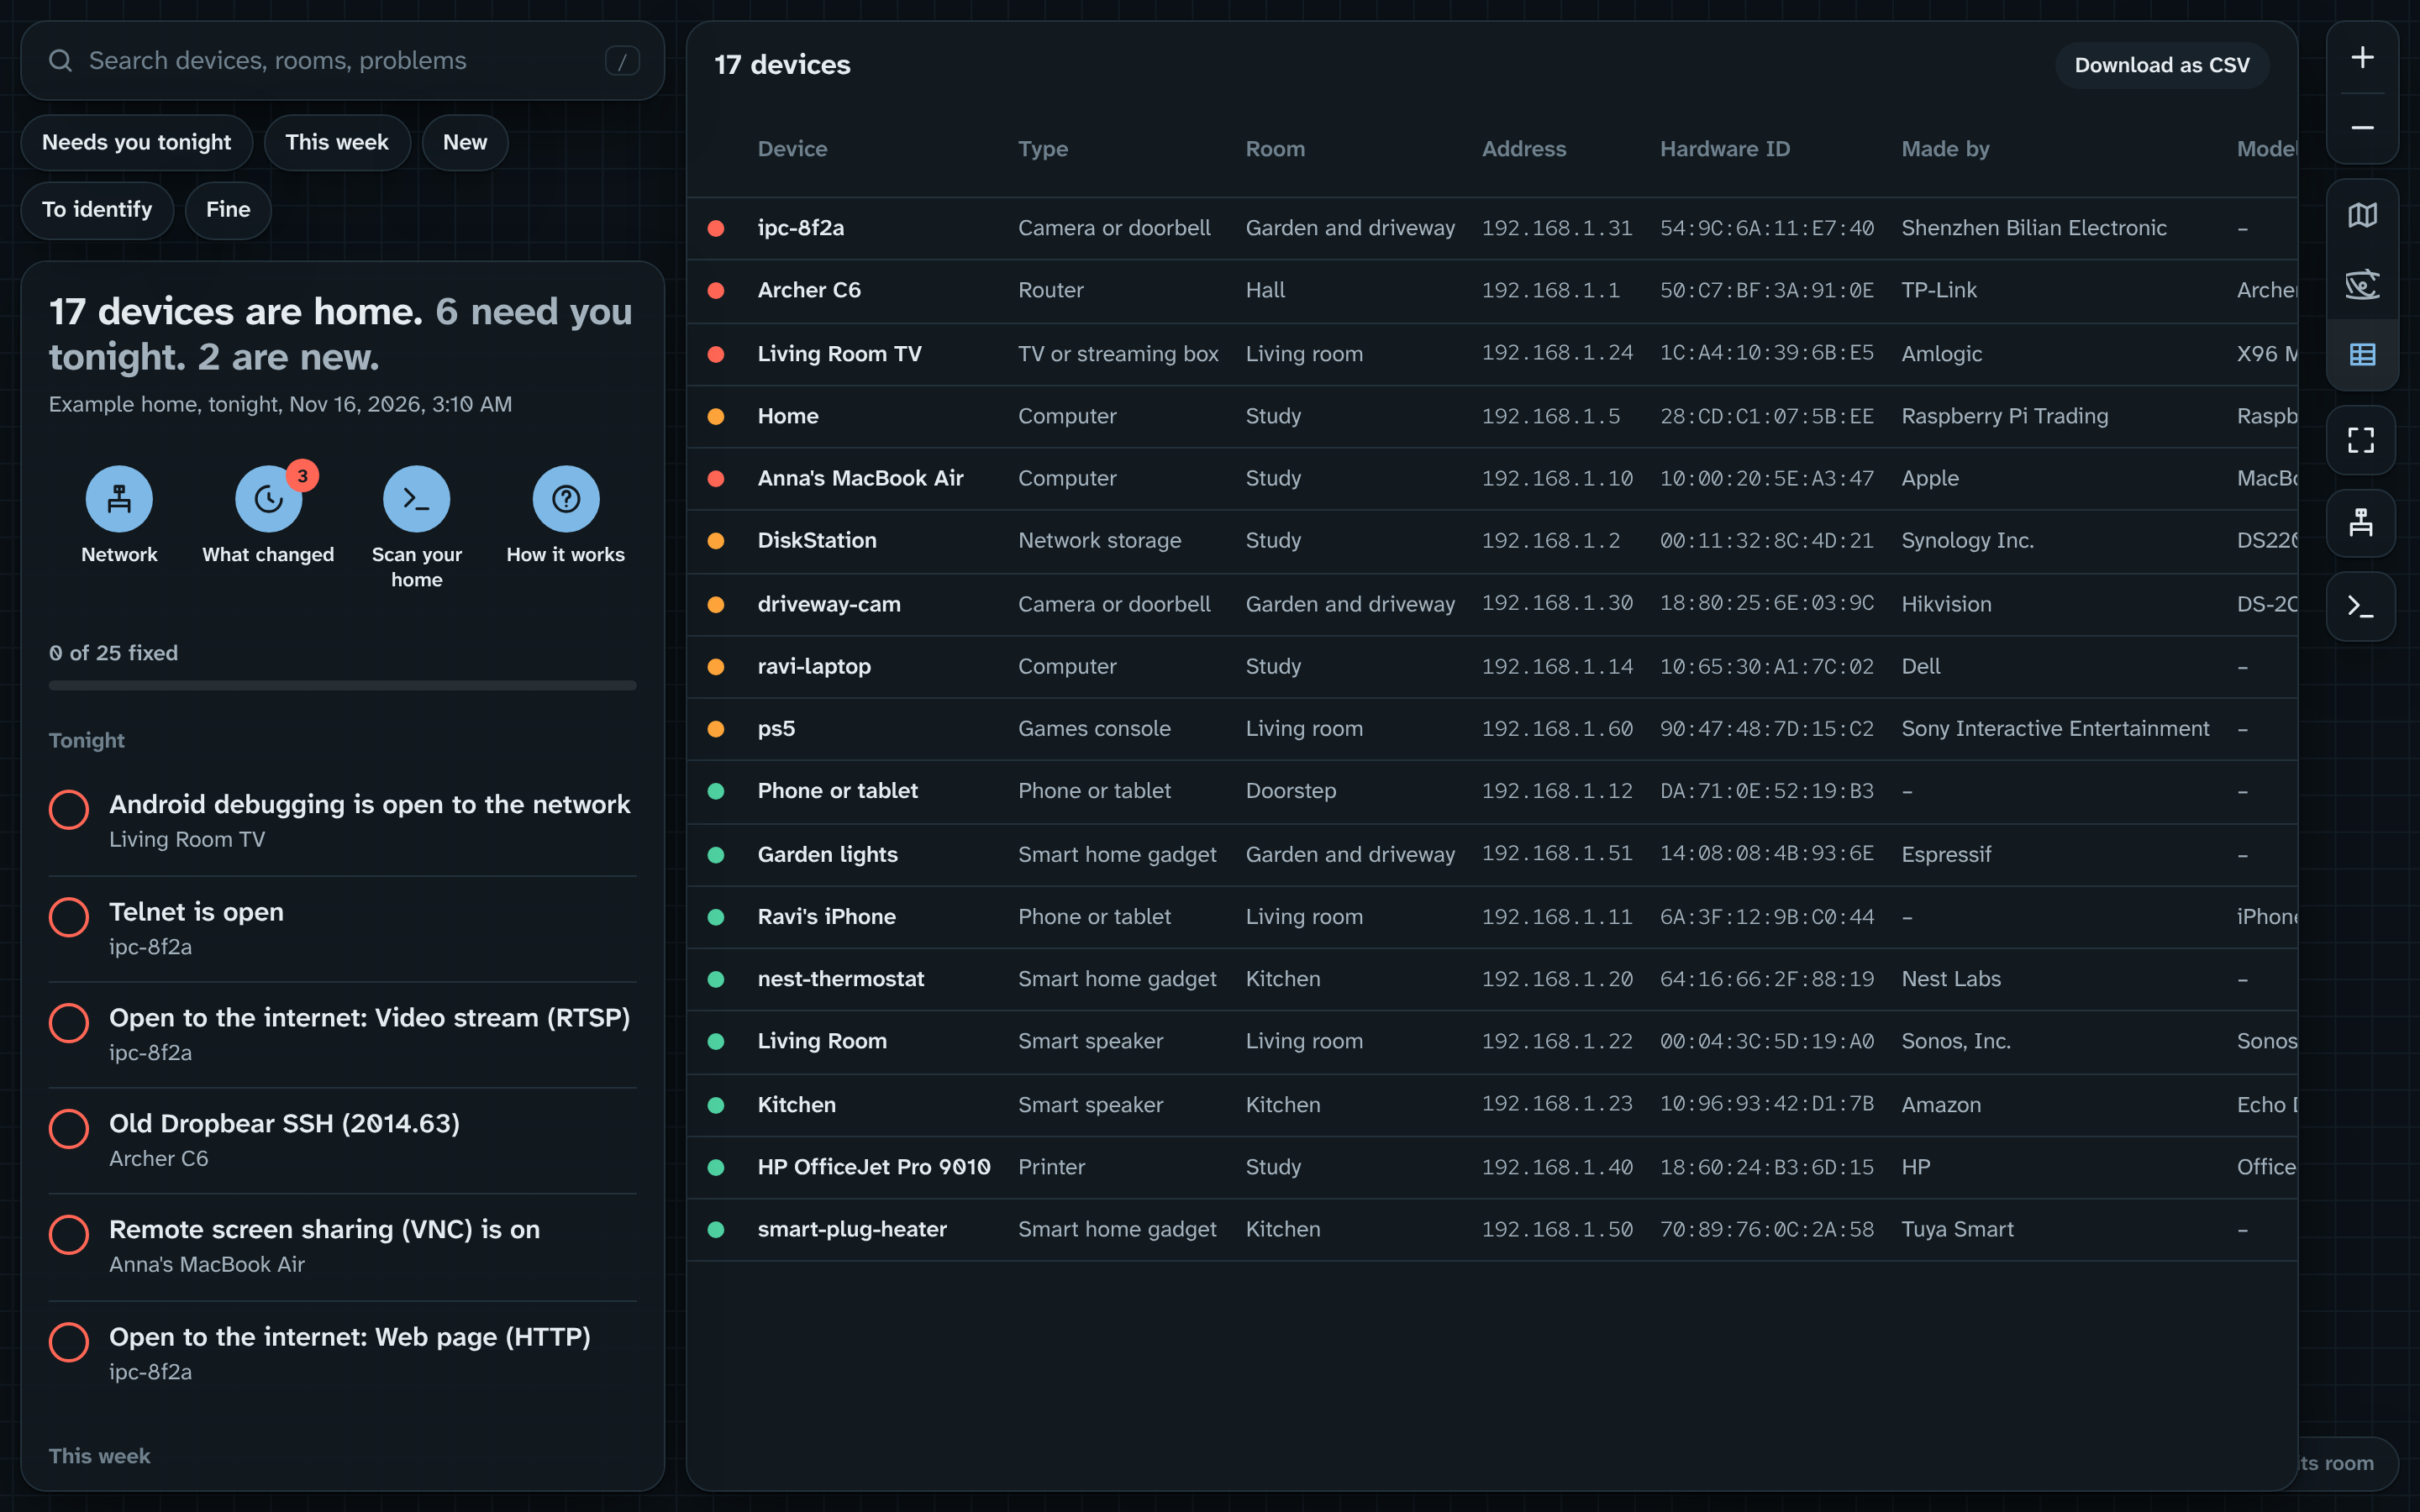 Search devices, rooms, problems /
Needs you tonight This week New
To identify Fine
17 devices are home. 6 need you
tonight. 2 are new.
Example home, tonight, Nov 16, 2026, 3:10 AM
3
Network What changed Scan your How it works
home
0 of 25 fixed
Tonight
Android debugging is open to the network
Living Room TV
Telnet is open
ipc-8f2a
Open to the internet: Video stream (RTSP)
ipc-8f2a
Old Dropbear SSH (2014.63)
Archer C6
Remote screen sharing (VNC) is on
Anna's MacBook Air
Open to the internet: Web page (HTTP)
ipc-8f2a
This week
17 devices Download as CSV
Device Type Room Address Hardware ID Made by Model
ipc-8f2a Camera or doorbell Garden and driveway 192.168.1.31 54:9C:6A:11:E7:40 Shenzhen Bilian Electronic –
Archer C6 Router Hall 192.168.1.1 50:C7:BF:3A:91:0E TP-Link Archer
Living Room TV TV or streaming box Living room 192.168.1.24 1C:A4:10:39:6B:E5 Amlogic X96 M
Home Computer Study 192.168.1.5 28:CD:C1:07:5B:EE Raspberry Pi Trading Raspb
Anna's MacBook Air Computer Study 192.168.1.10 10:00:20:5E:A3:47 Apple MacBo
DiskStation Network storage Study 192.168.1.2 00:11:32:8C:4D:21 Synology Inc. DS220
driveway-cam Camera or doorbell Garden and driveway 192.168.1.30 18:80:25:6E:03:9C Hikvision DS-2C
ravi-laptop Computer Study 192.168.1.14 10:65:30:A1:7C:02 Dell –
ps5 Games console Living room 192.168.1.60 90:47:48:7D:15:C2 Sony Interactive Entertainment –
Phone or tablet Phone or tablet Doorstep 192.168.1.12 DA:71:0E:52:19:B3 – –
Garden lights Smart home gadget Garden and driveway 192.168.1.51 14:08:08:4B:93:6E Espressif –
Ravi's iPhone Phone or tablet Living room 192.168.1.11 6A:3F:12:9B:C0:44 – iPhone
nest-thermostat Smart home gadget Kitchen 192.168.1.20 64:16:66:2F:88:19 Nest Labs –
Living Room Smart speaker Living room 192.168.1.22 00:04:3C:5D:19:A0 Sonos, Inc. Sonos
Kitchen Smart speaker Kitchen 192.168.1.23 10:96:93:42:D1:7B Amazon Echo
HP OfficeJet Pro 9010 Printer Study 192.168.1.40 18:60:24:B3:6D:15 HP Office
smart-plug-heater Smart home gadget Kitchen 192.168.1.50 70:89:76:0C:2A:58 Tuya Smart –
its room